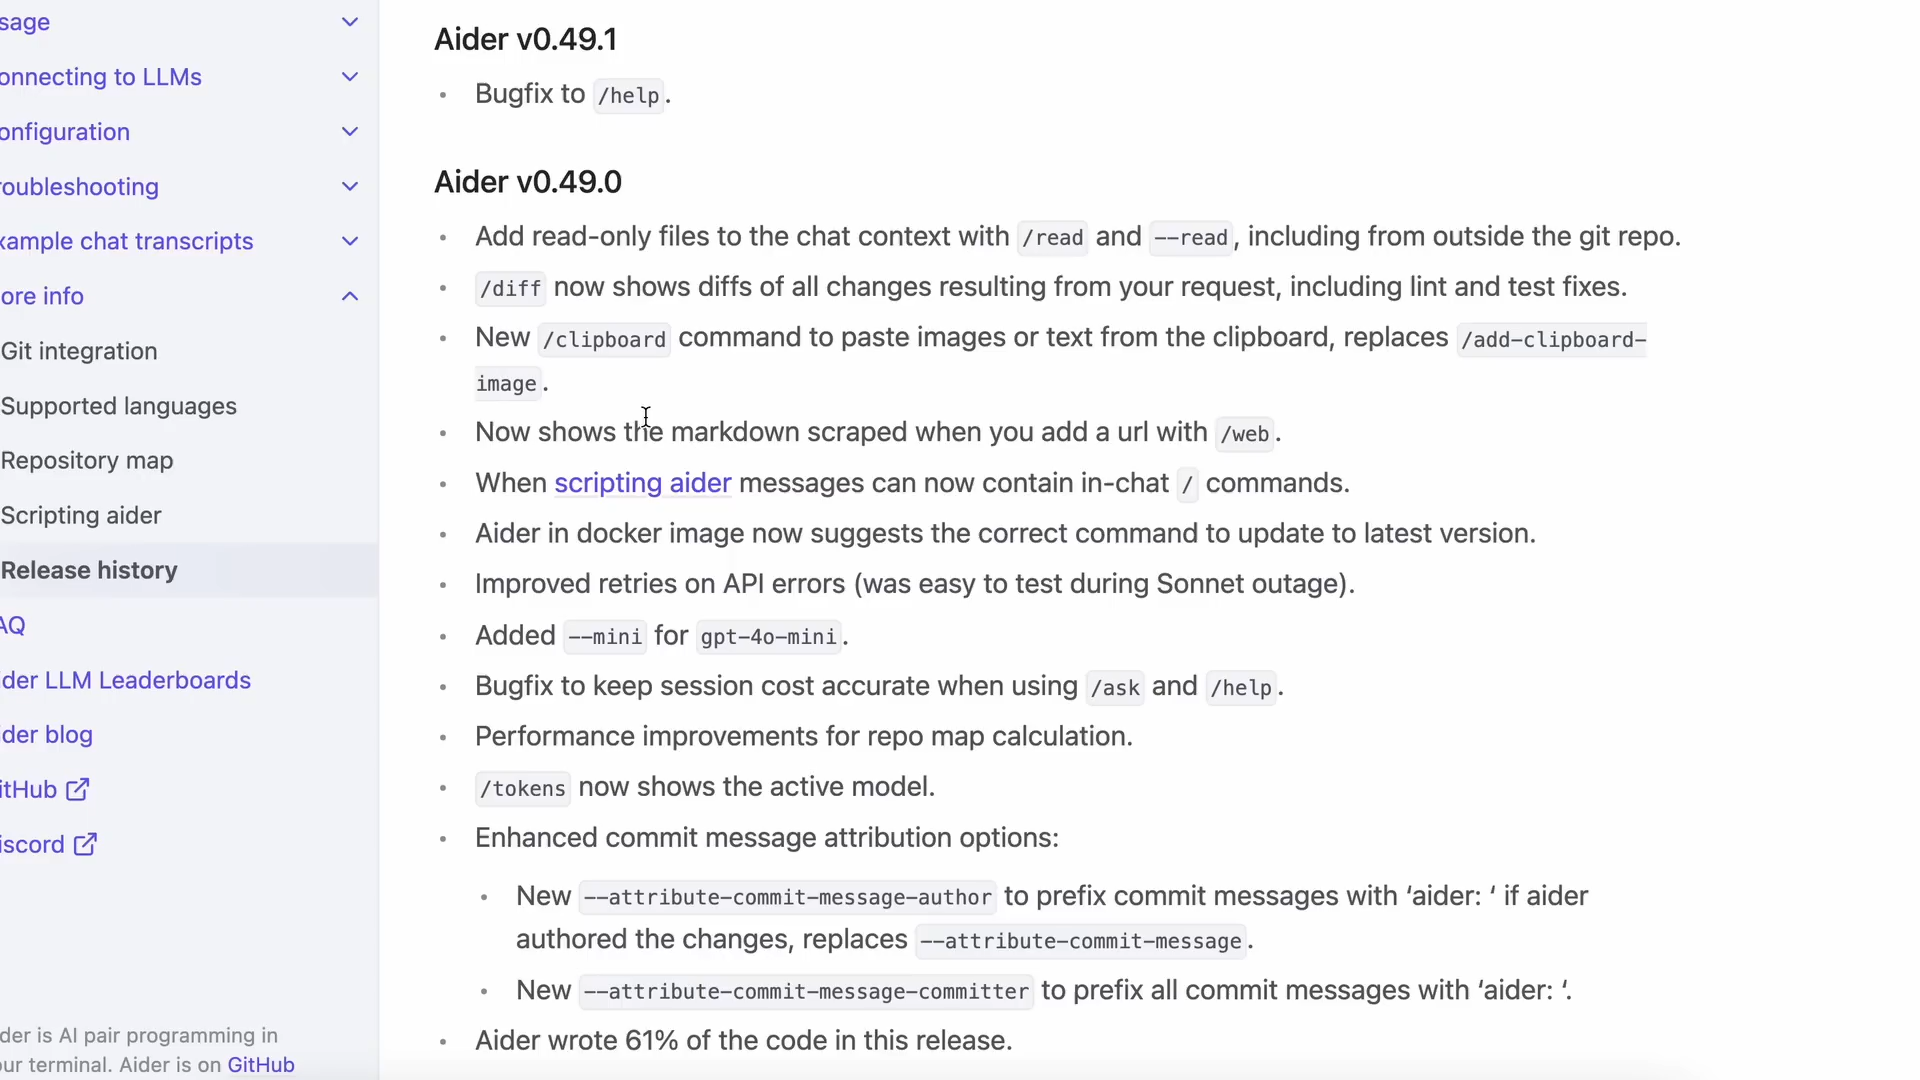 sage
onnecting to LLMs
onfiguration
roubleshooting
xample chat transcripts
ore info
Git integration
Supported languages
Repository map
Scripting aider
Release history
AQ
ider LLM Leaderboards
ider blog
itHub
iscord
ider is AI pair programming in
our terminal. Aider is on GitHub
Aider v0.49.1
• Bugfix to /help.
Aider v0.49.0
• Add read-only files to the chat context with /read and --read, including from outside the git repo.
• /diff now shows diffs of all changes resulting from your request, including lint and test fixes.
• New /clipboard command to paste images or text from the clipboard, replaces /add-clipboard-
image.
• Now shows the markdown scraped when you add a url with /web.
• When scripting aider messages can now contain in-chat / commands.
• Aider in docker image now suggests the correct command to update to latest version.
• Improved retries on API errors (was easy to test during Sonnet outage).
• Added --mini for gpt-4o-mini.
• Bugfix to keep session cost accurate when using /ask and /help.
• Performance improvements for repo map calculation.
• /tokens now shows the active model.
• Enhanced commit message attribution options:
• New --attribute-commit-message-author to prefix commit messages with ‘aider: ‘ if aider
authored the changes, replaces --attribute-commit-message.
• New --attribute-commit-message-committer to prefix all commit messages with ‘aider: ‘.
• Aider wrote 61% of the code in this release.